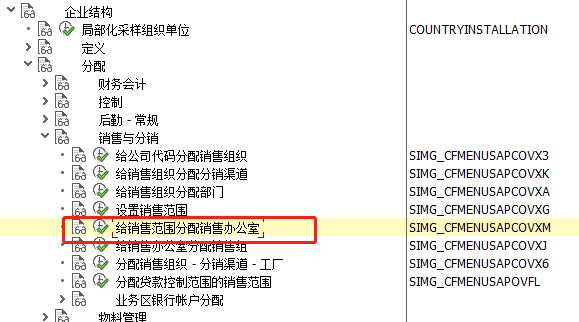 企业结构
局部化采样组织单位 COUNTRYINSTALLATION
定义
分配
财务会计
控制
后勤 - 常规
销售与分销
给公司代码分配销售组织 SIMG_CFMENUSAPCOVX3
给销售组织分配分销渠道 SIMG_CFMENUSAPCOVXK
给销售组织分配部门 SIMG_CFMENUSAPCOVXA
设置销售范围 SIMG_CFMENUSAPCOVXG
给销售范围分配销售办公室 SIMG_CFMENUSAPCOVXM
给销售办公室分配销售组 SIMG_CFMENUSAPCOVXJ
分配销售组织 - 分销渠道 - 工厂 SIMG_CFMENUSAPCOVX6
分配贷款控制范围的销售范围 SIMG_CFMENUSAPOVFL
业务区银行帐户分配
物料管理